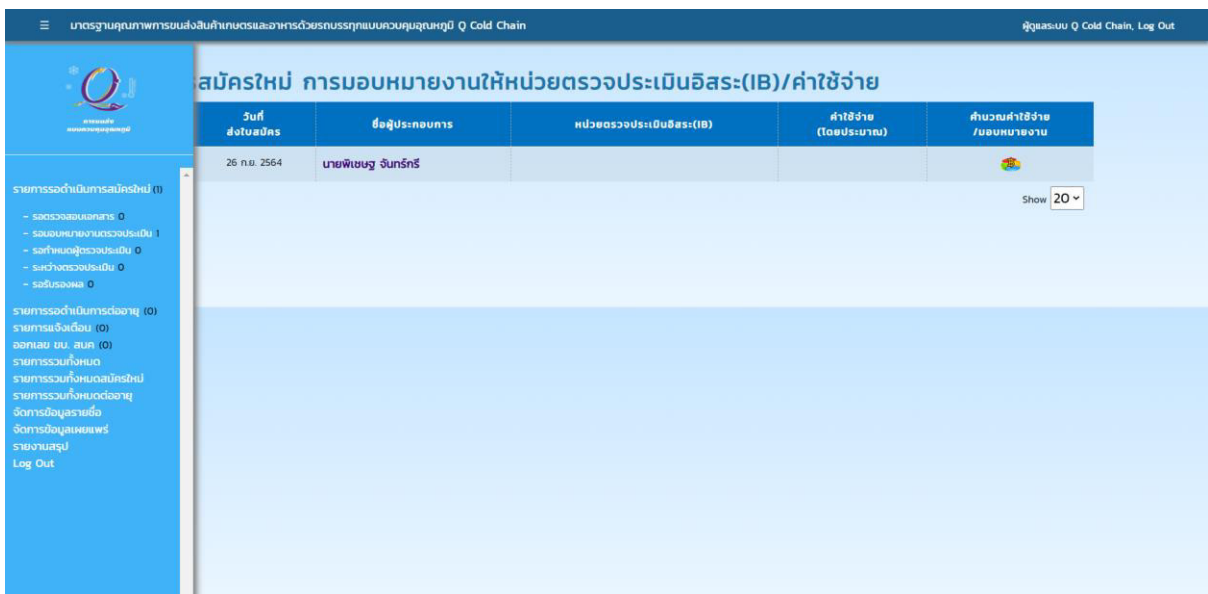 ☰ มาตรฐานคุณภาพการขนส่งสินค้าเกษตรและอาหารด้วยรถบรรทุกแบบควบคุมอุณหภูมิ Q Cold Chain
ผู้ดูแลระบบ Q Cold Chain, Log Out
การขนส่ง
แบบควบคุมอุณหภูมิ
สมัครใหม่ การมอบหมายงานให้หน่วยตรวจประเมินอิสระ(IB)/ค่าใช้จ่าย
วันที่
ส่งใบสมัคร
ชื่อผู้ประกอบการ
หน่วยตรวจประเมินอิสระ(IB)
ค่าใช้จ่าย
(โดยประมาณ)
คำนวณค่าใช้จ่าย
/มอบหมายงาน
26 ก.ย. 2564
นายพิเชษฐ จันทร์ทรี
Show 20
รายการรอดำเนินการสมัครใหม่ (1)
- รอตรวจสอบเอกสาร 0
- รอมอบหมายงานตรวจประเมิน 1
- รอกำหนดผู้ตรวจประเมิน 0
- ระหว่างตรวจประเมิน 0
- รอรับรองผล 0
รายการรอดำเนินการต่ออายุ (0)
รายการแจ้งเตือน (0)
ออกเลข ขบ. สมค (0)
รายการรวมทั้งหมด
รายการรวมทั้งหมดสมัครใหม่
รายการรวมทั้งหมดต่ออายุ
จัดการข้อมูลรายชื่อ
จัดการข้อมูลเผยแพร่
รายงานสรุป
Log Out